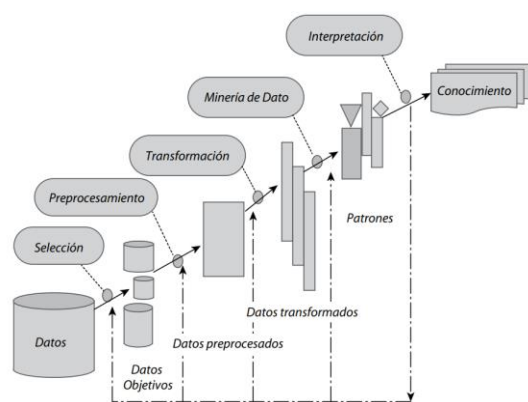 Interpretación
Conocimiento
Minería de Dato
Transformación
Patrones
Preprocesamiento
Selección
Datos transformados
Datos
Datos preprocesados
Datos
Objetivos